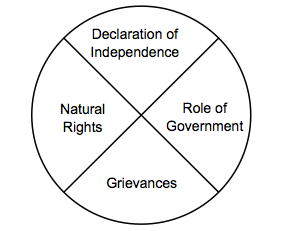 Declaration of
Independence
Natural
Rights
Role of
Government
Grievances